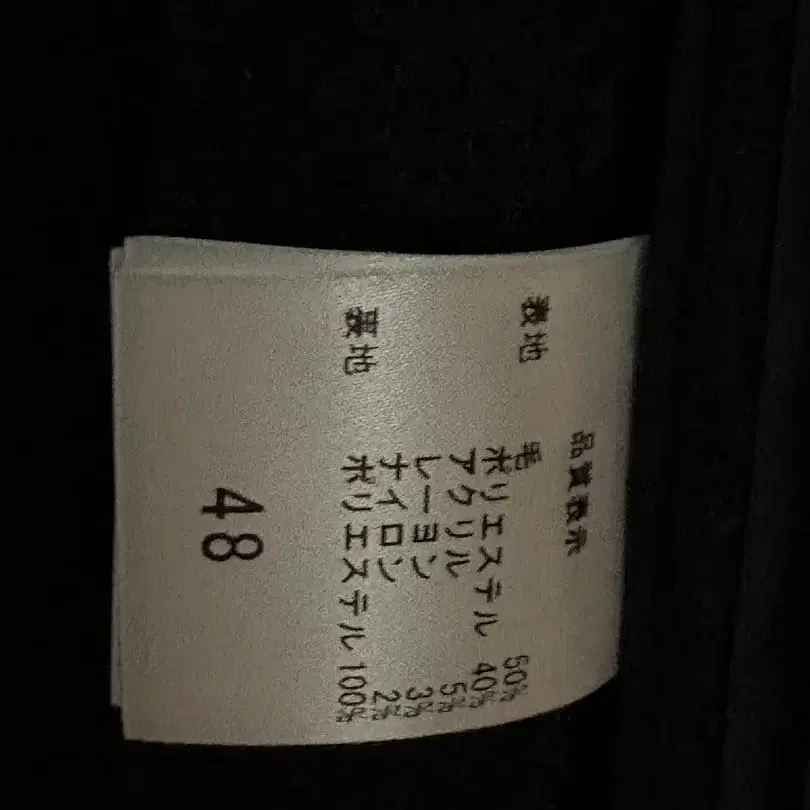 品質表示
表地 毛 50%
ポリエステル 40%
アクリル 5%
レーヨン 3%
ナイロン 2%
裏地 ポリエステル 100%
48